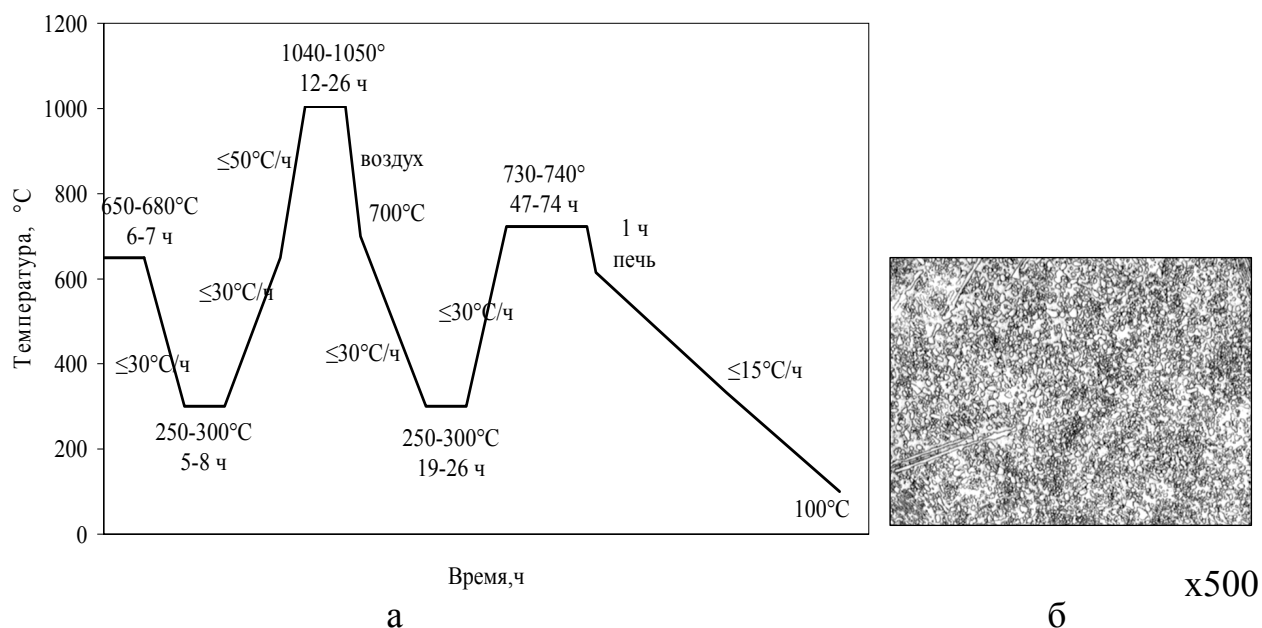 1200
1000
800
600
400
200
0
Температура, °C
Время,ч
650-680°C
6-7 ч
≤30°C/ч
250-300°C
5-8 ч
≤30°C/ч
≤50°C/ч
1040-1050°
12-26 ч
воздух
700°C
≤30°C/ч
250-300°C
19-26 ч
≤30°C/ч
730-740°
47-74 ч
1 ч
печь
≤15°C/ч
100°C
x500
а
б